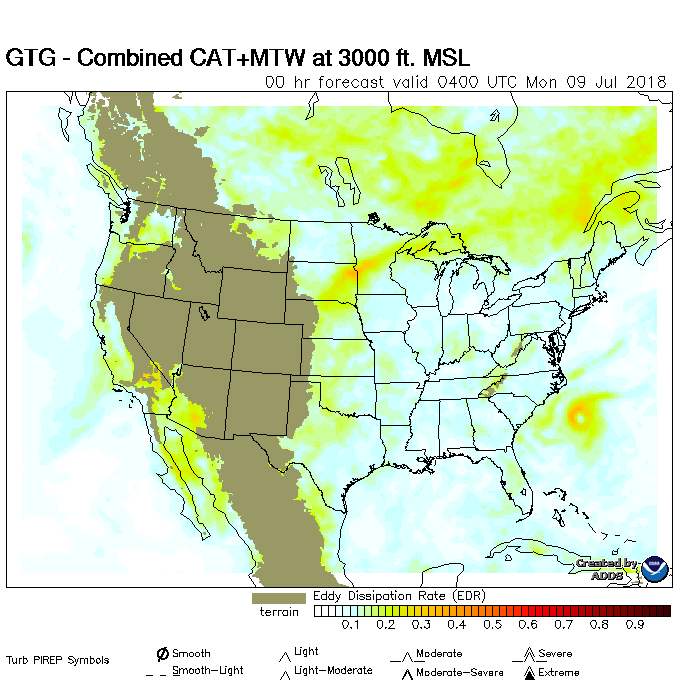 GTG - Combined CAT+MTW at 3000 ft. MSL
00 hr forecast valid 0400 UTC Mon 09 Jul 2018
Created by
ADDS
Eddy Dissipation Rate (EDR)
terrain
0.1 0.2 0.3 0.4 0.5 0.6 0.7 0.8 0.9
Turb PIREP Symbols
Smooth Light Moderate Severe
Smooth-Light Light-Moderate Moderate-Severe Extreme